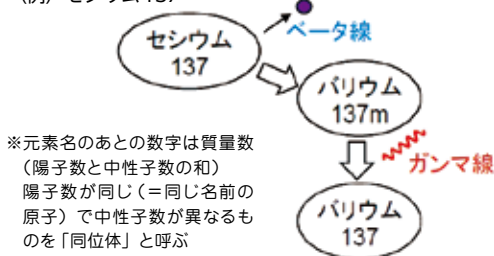 (例) セシウム137
セシウム
137
ベータ線
バリウム
137m
ガンマ線
バリウム
137
※元素名のあとの数字は質量数
(陽子数と中性子数の和)
陽子数が同じ(=同じ名前の
原子)で中性子数が異なるも
のを「同位体」と呼ぶ